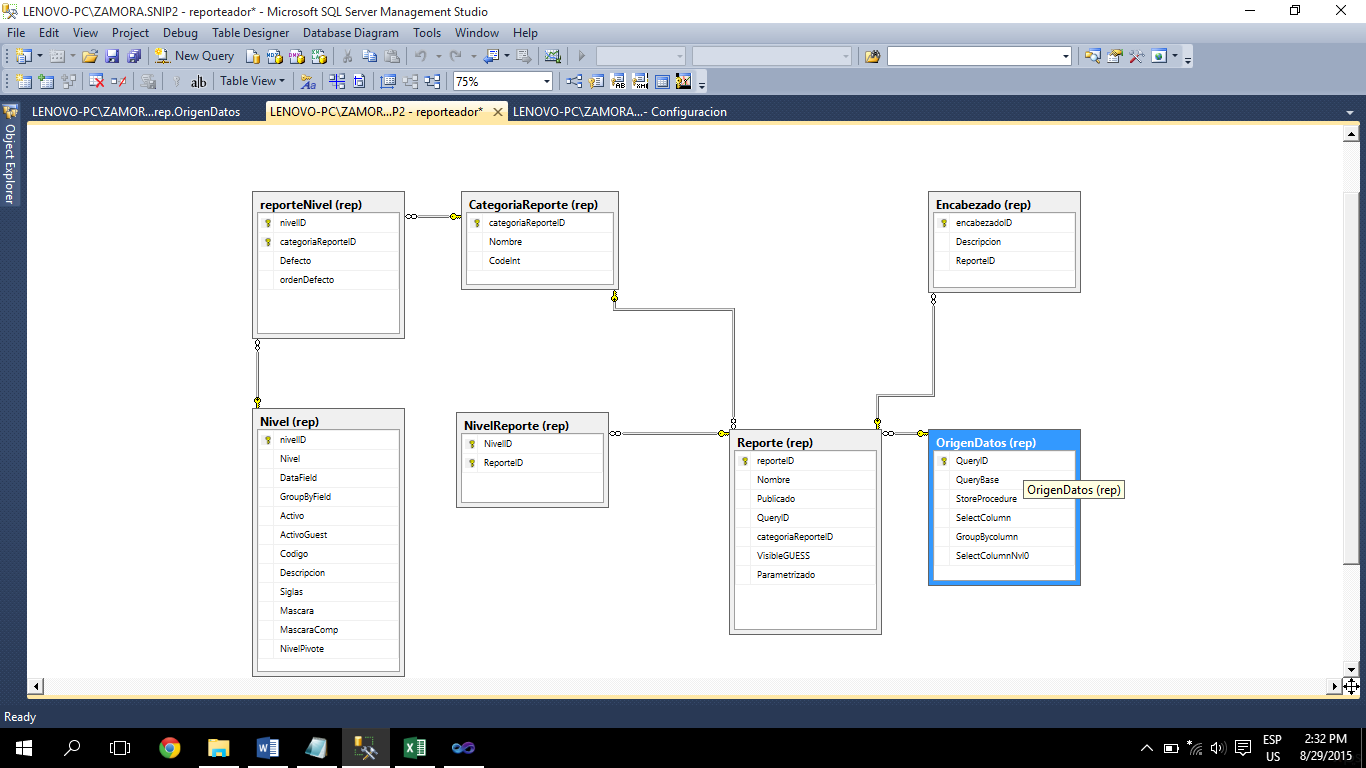 LENOVO-PC\ZAMORA.SNIP2 - reporteador* - Microsoft SQL Server Management Studio
File Edit View Project Debug Table Designer Database Diagram Tools Window Help
New Query
ab Table View 75%
LENOVO-PC\ZAMOR...rep.OrigenDatos LENOVO-PC\ZAMOR...P2 - reporteador* LENOVO-PC\ZAMORA...- Configuracion
Object Explorer
reporteNivel (rep)
nivelID
categoriaReporteID
Defecto
ordenDefecto
CategoriaReporte (rep)
categoriaReporteID
Nombre
CodeInt
Encabezado (rep)
encabezadoID
Descripcion
ReporteID
Nivel (rep)
nivelID
Nivel
DataField
GroupByField
Activo
ActivoGuest
Codigo
Descripcion
Siglas
Mascara
MascaraComp
NivelPivote
NivelReporte (rep)
NivelID
ReporteID
Reporte (rep)
reporteID
Nombre
Publicado
QueryID
categoriaReporteID
VisibleGUESS
Parametrizado
OrigenDatos (rep)
QueryID
QueryBase
StoreProcedure
SelectColumn
GroupBycolumn
SelectColumnNvl0
OrigenDatos (rep)
Ready
ESP
US
2:32 PM
8/29/2015